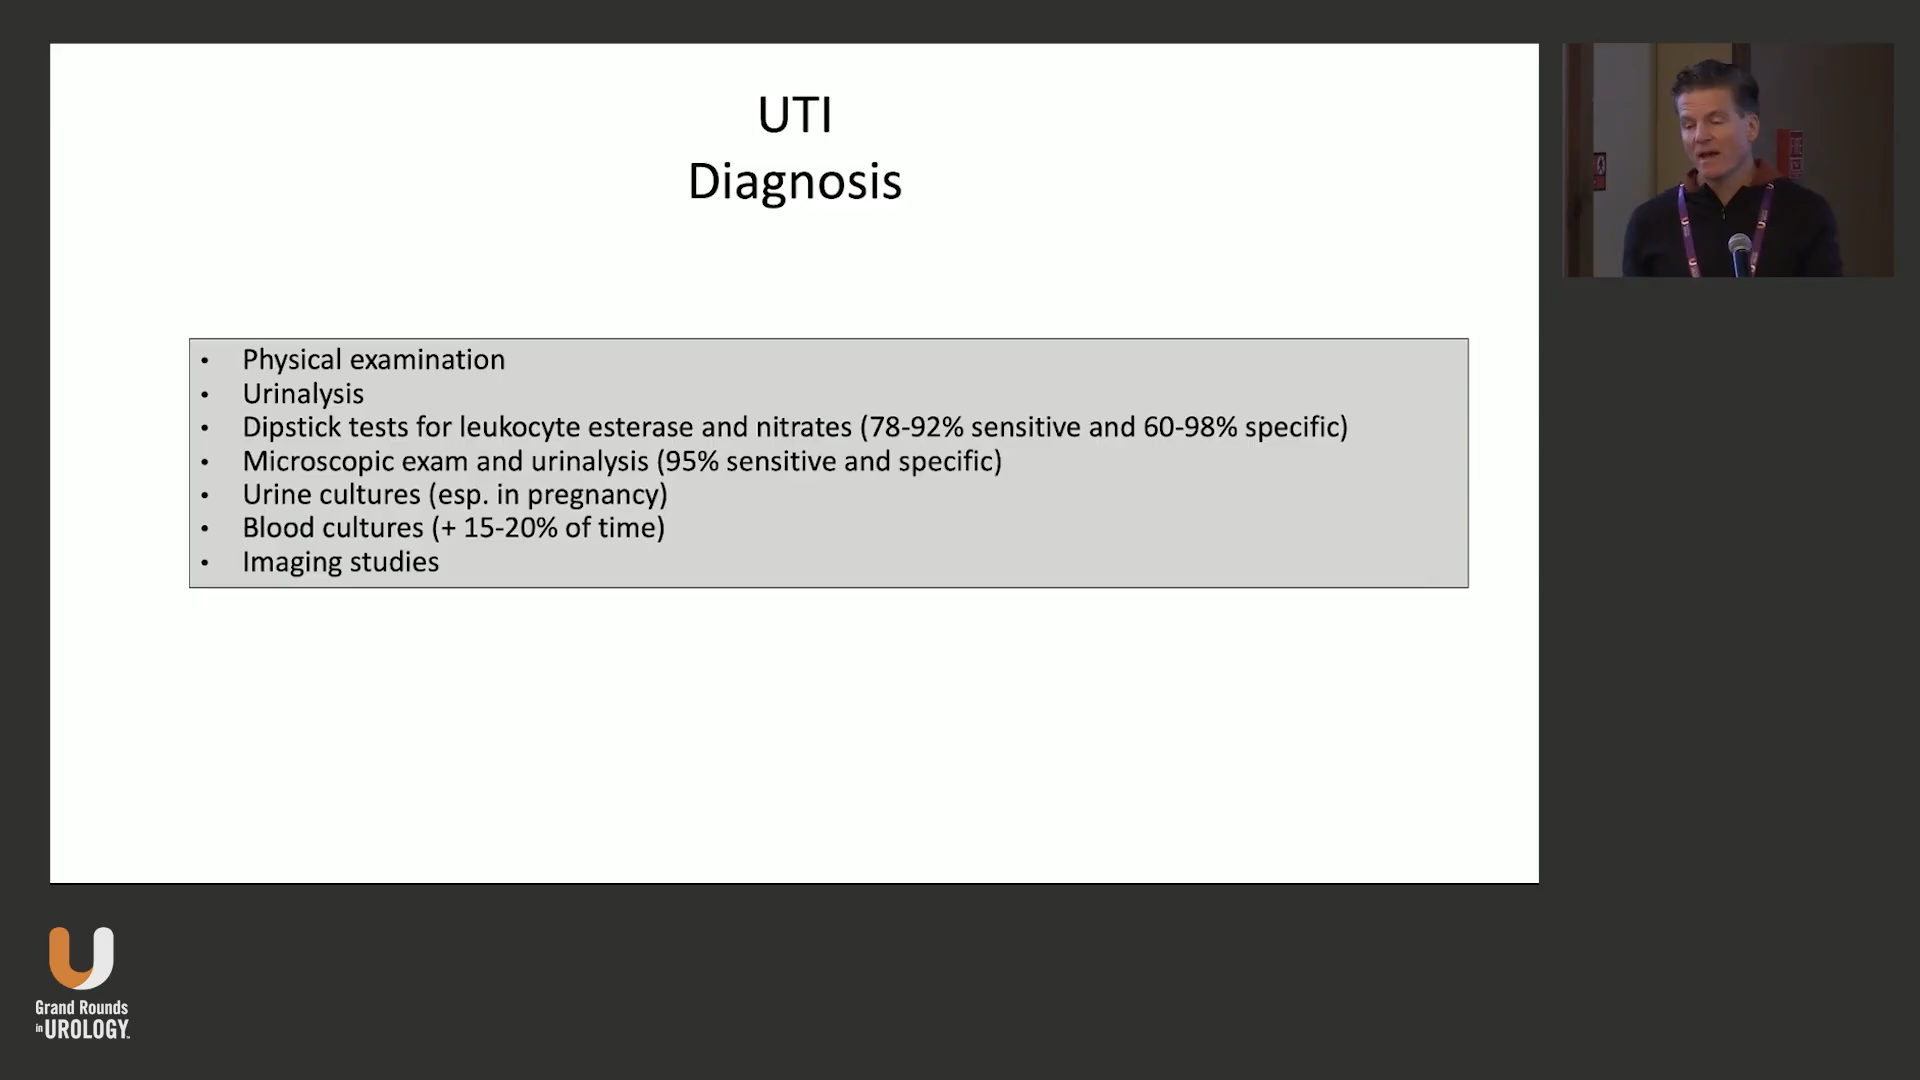 UTI
Diagnosis
• Physical examination
• Urinalysis
• Dipstick tests for leukocyte esterase and nitrates (78-92% sensitive and 60-98% specific)
• Microscopic exam and urinalysis (95% sensitive and specific)
• Urine cultures (esp. in pregnancy)
• Blood cultures (+ 15-20% of time)
• Imaging studies
Grand Rounds
in UROLOGY™